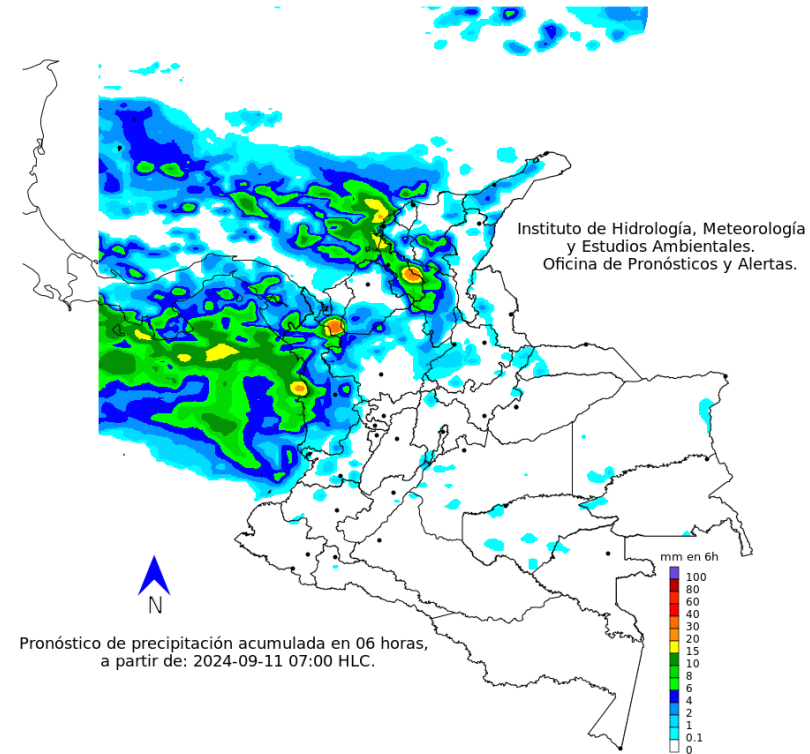 Instituto de Hidrología, Meteorología
y Estudios Ambientales.
Oficina de Pronósticos y Alertas.
N
Pronóstico de precipitación acumulada en 06 horas,
a partir de: 2024-09-11 07:00 HLC.
mm en 6h
100
80
60
40
30
20
15
10
8
6
4
2
1
0.1
0